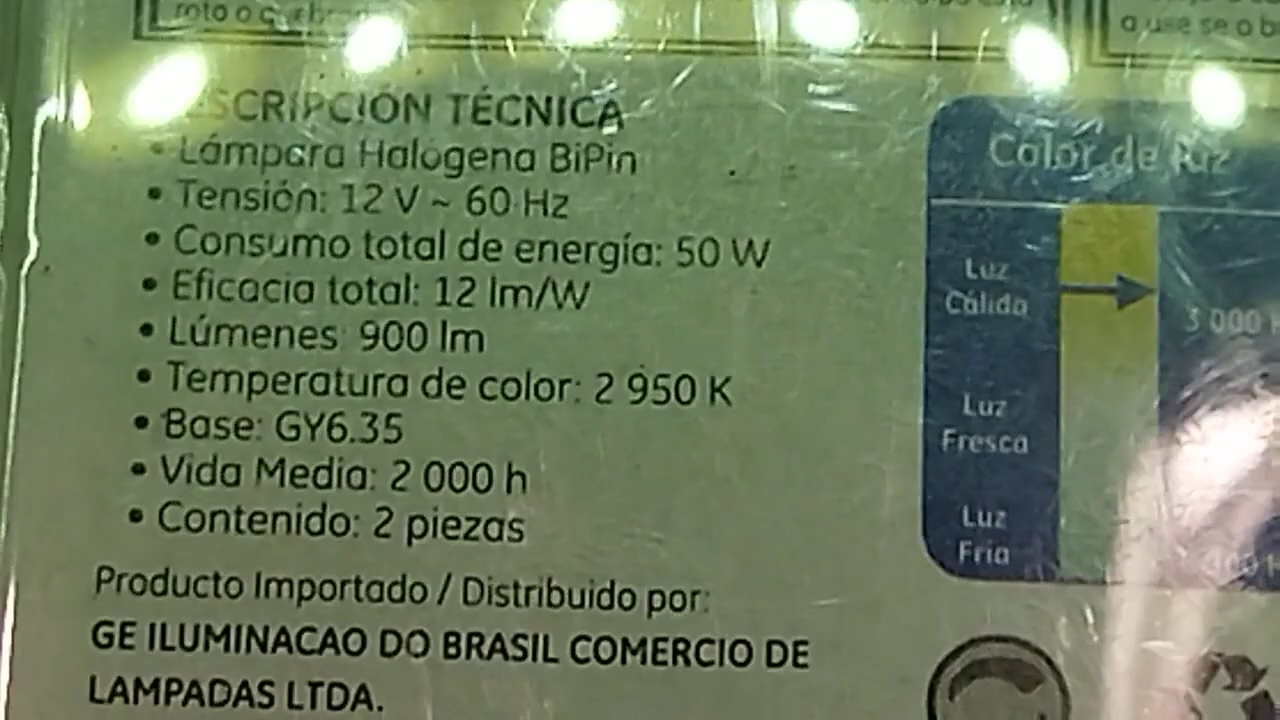 roto o
a use se o b
DESCRIPCIÓN TÉCNICA
• Lámpara Halógena BiPin
• Tensión: 12 V ~ 60 Hz
• Consumo total de energía: 50 W
• Eficacia total: 12 lm/W
• Lúmenes: 900 lm
• Temperatura de color: 2 950 K
• Base: GY6.35
• Vida Media: 2 000 h
• Contenido: 2 piezas
Producto Importado / Distribuido por:
GE ILUMINACAO DO BRASIL COMERCIO DE
LAMPADAS LTDA.
Color de luz
Luz
Cálida
3 000 K
Luz
Fresca
Luz
Fría